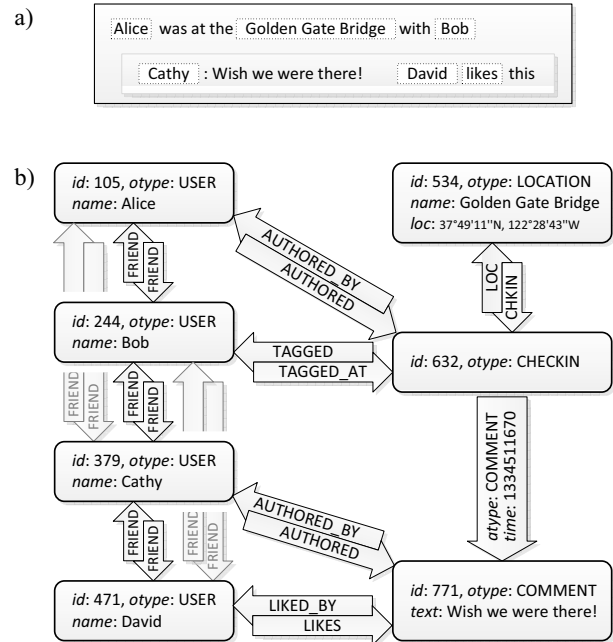 a)
Alice was at the Golden Gate Bridge with Bob
Cathy : Wish we were there! David likes this
b)
id: 105, otype: USER
name: Alice
id: 534, otype: LOCATION
name: Golden Gate Bridge
loc: 37°49'11"N, 122°28'43"W
AUTHORED_BY
AUTHORED
FRIEND
FRIEND
LOC
CHKIN
id: 244, otype: USER
name: Bob
TAGGED
TAGGED_AT
id: 632, otype: CHECKIN
FRIEND
FRIEND
FRIEND
FRIEND
atype: COMMENT
time: 1334511670
id: 379, otype: USER
name: Cathy
AUTHORED_BY
AUTHORED
FRIEND
FRIEND
FRIEND
FRIEND
id: 471, otype: USER
name: David
LIKED_BY
LIKES
id: 771, otype: COMMENT
text: Wish we were there!